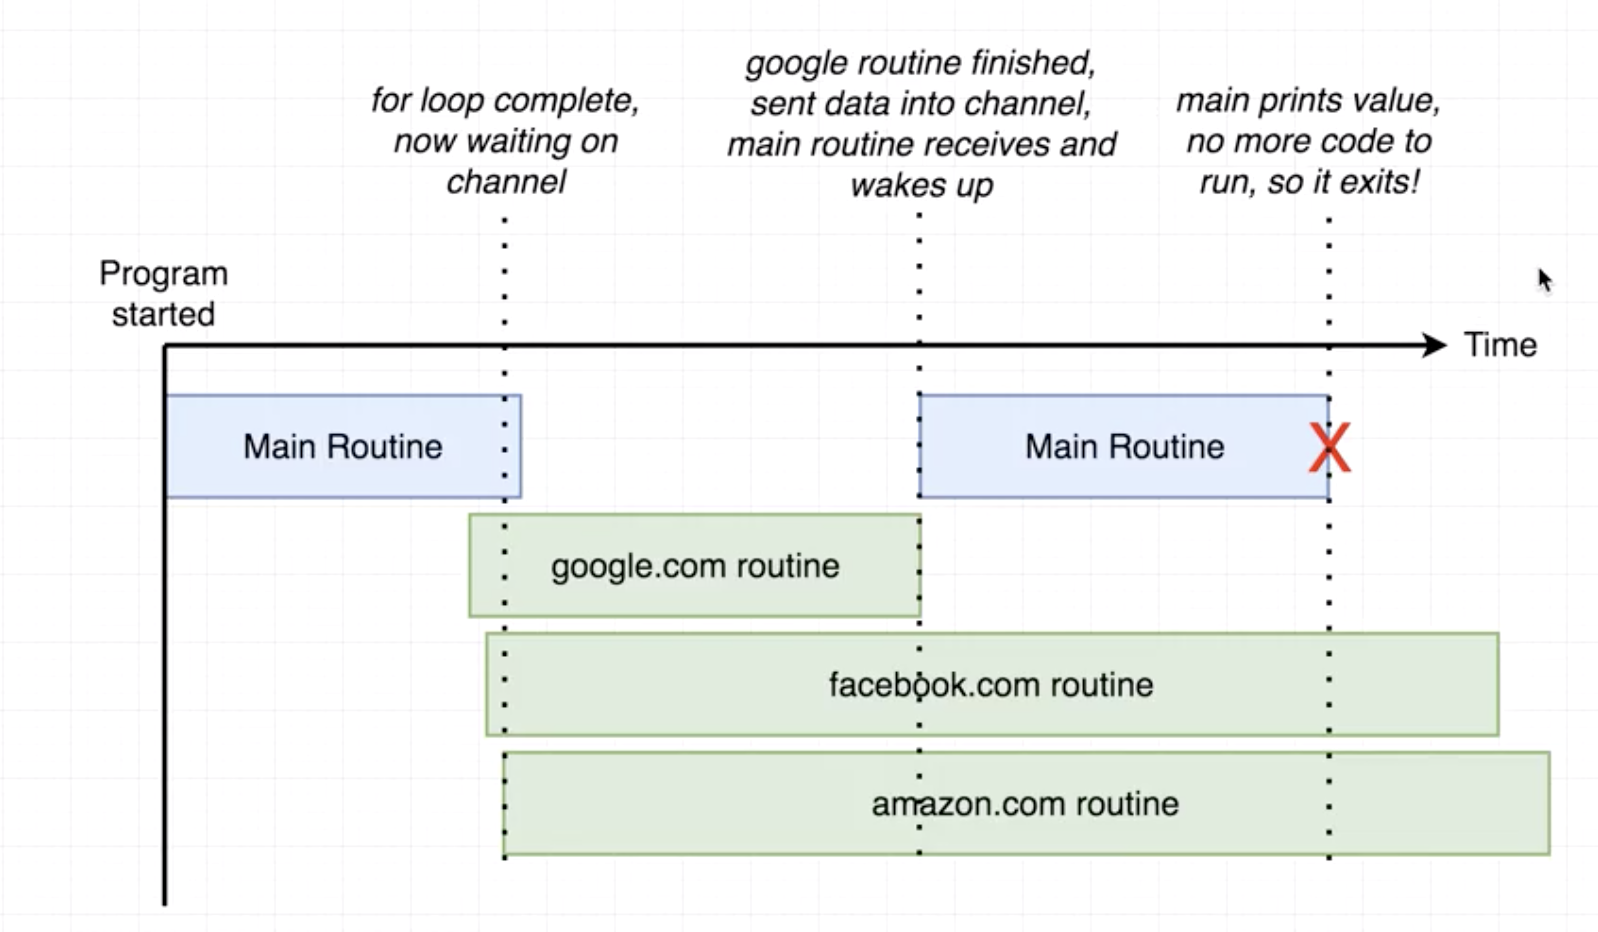 for loop complete,
now waiting on
channel
google routine finished,
sent data into channel,
main routine receives and
wakes up
main prints value,
no more code to
run, so it exits!
Program
started
Time
Main Routine
Main Routine
X
google.com routine
facebook.com routine
amazon.com routine